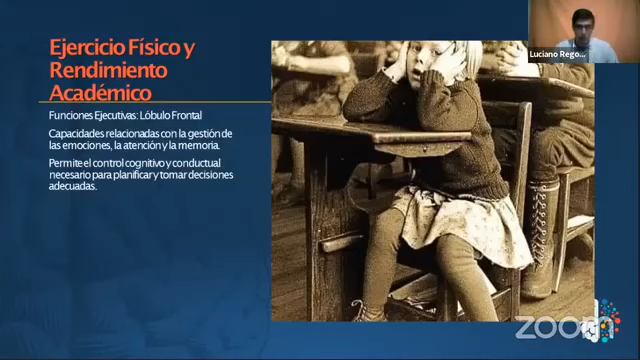 Ejercicio Físico y
Rendimiento
Académico
Funciones Ejecutivas: Lóbulo Frontal
Capacidades relacionadas con la gestión de
las emociones, la atención y la memoria.
Permite el control cognitivo y conductual
necesario para planificar y tomar decisiones
adecuadas.
Luciano Rego...
zoom